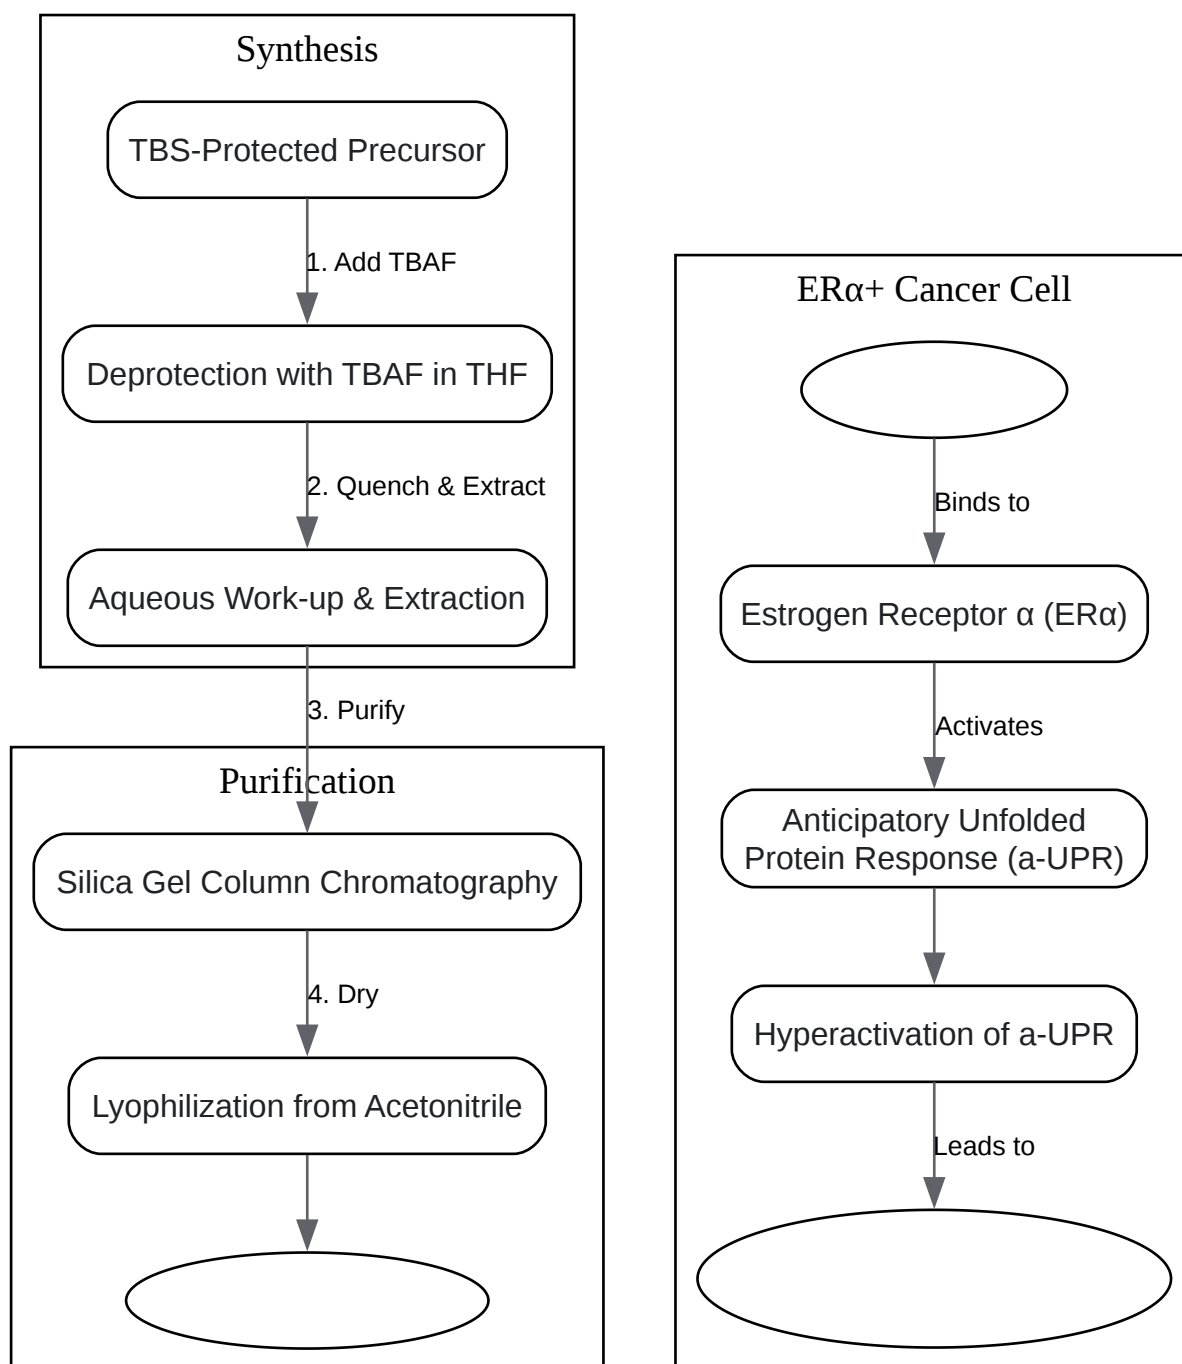 Synthesis
TBS-Protected Precursor
1. Add TBAF
Deprotection with TBAF in THF
2. Quench & Extract
Aqueous Work-up & Extraction
3. Purify
Purification
Silica Gel Column Chromatography
4. Dry
Lyophilization from Acetonitrile
ERα+ Cancer Cell
Binds to
Estrogen Receptor α (ERα)
Activates
Anticipatory Unfolded
Protein Response (a-UPR)
Hyperactivation of a-UPR
Leads to